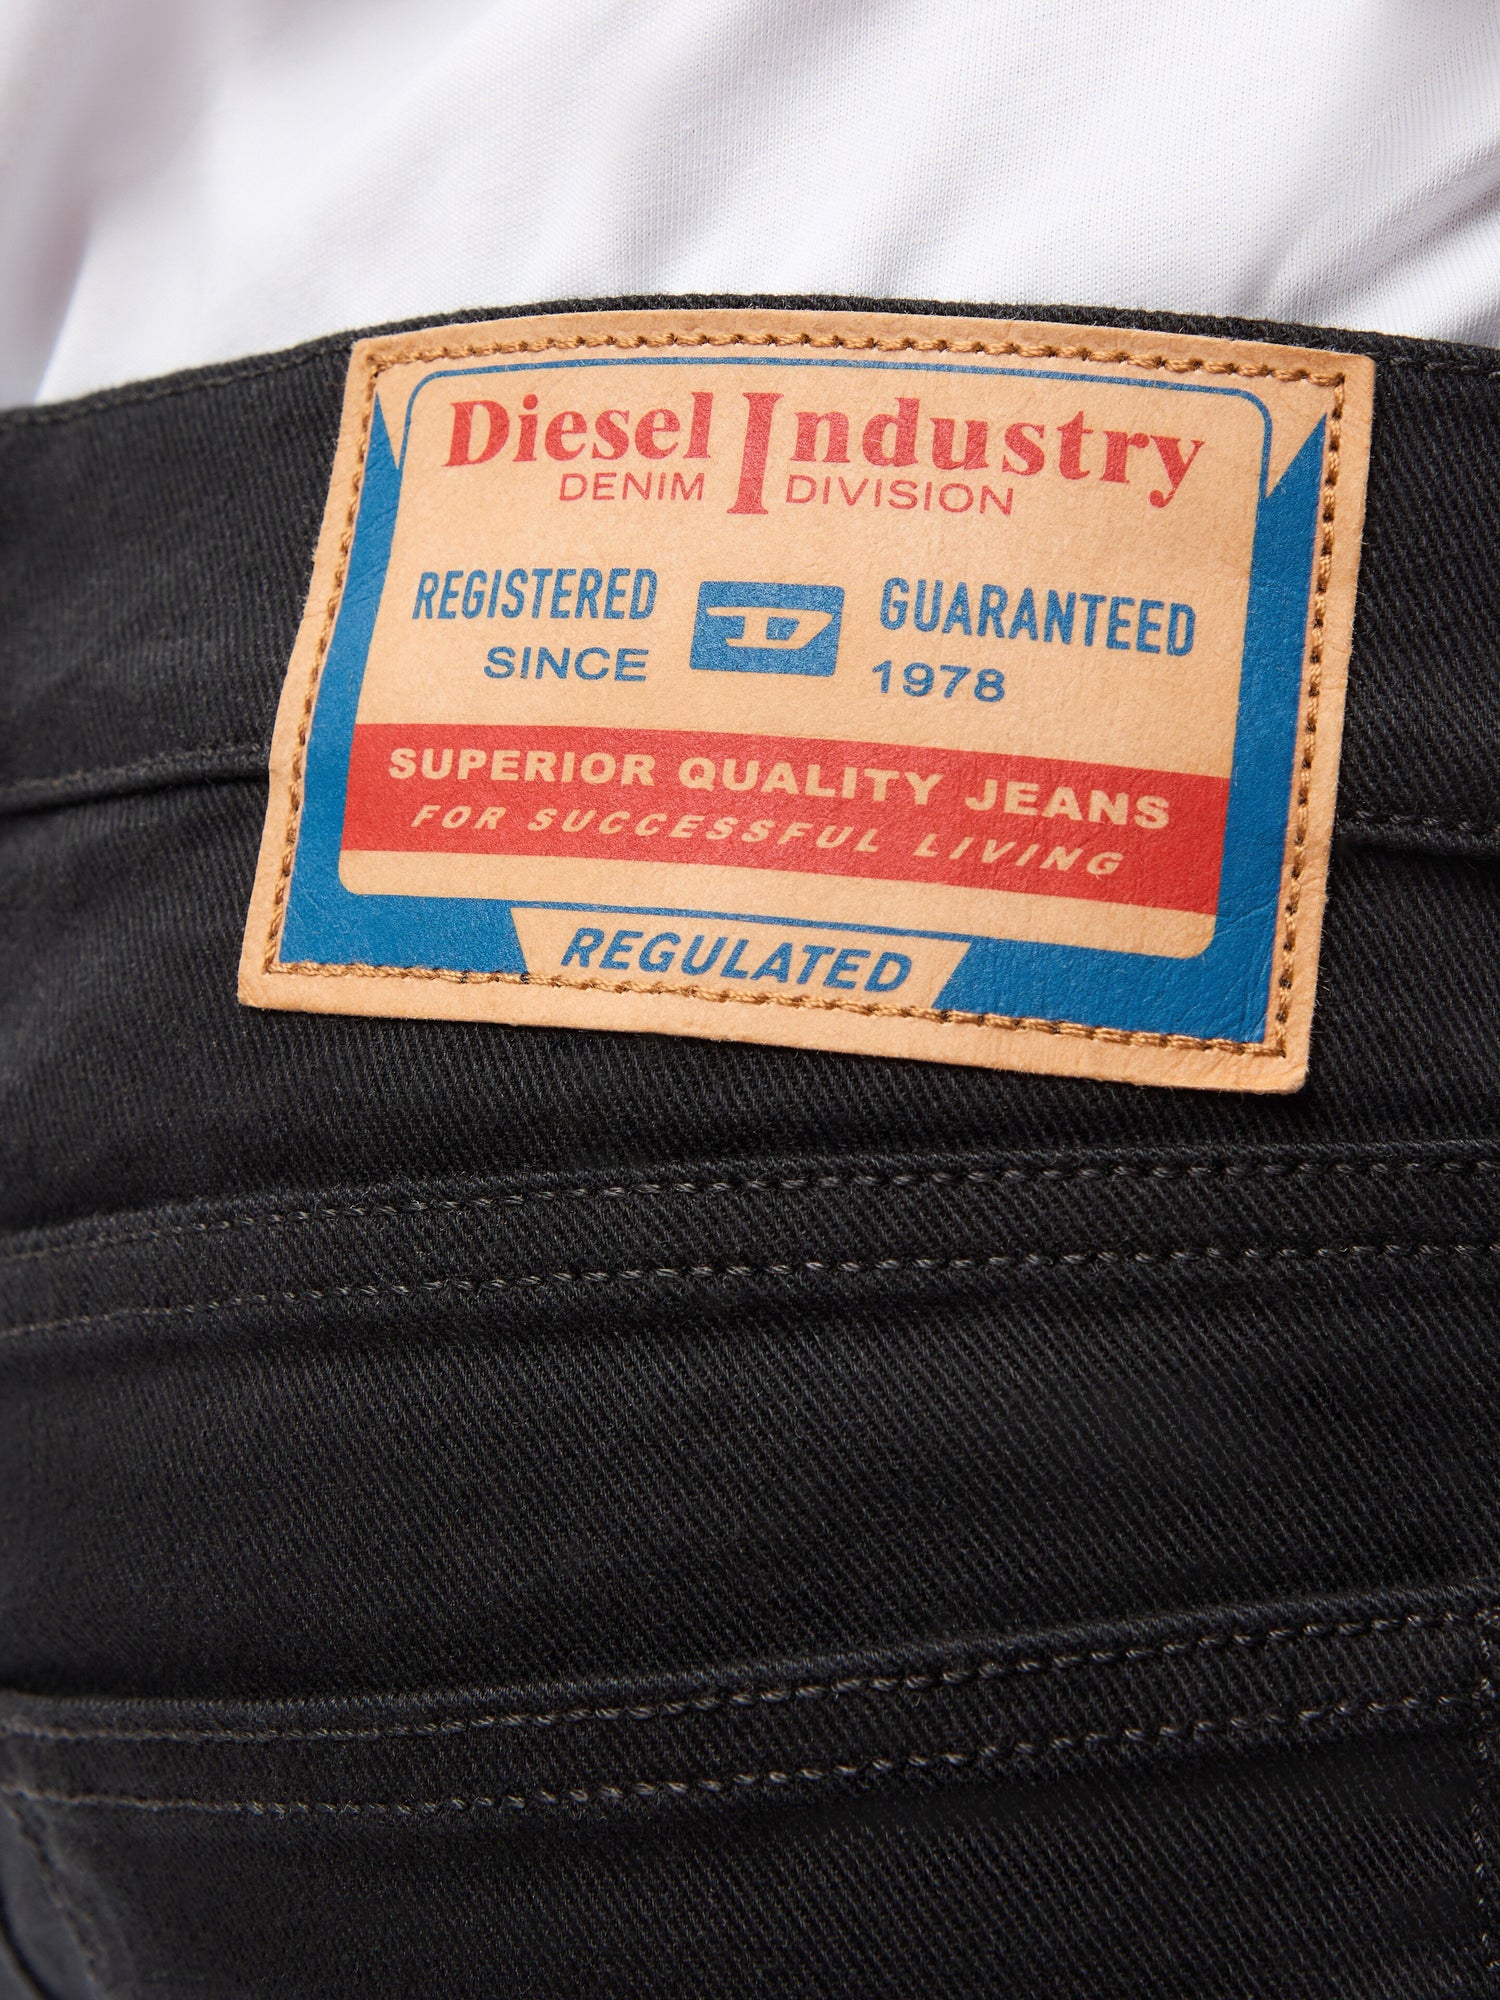 Diesel Industry
DENIM DIVISION
REGISTERED D GUARANTEED
SINCE 1978
SUPERIOR QUALITY JEANS
FOR SUCCESSFUL LIVING
REGULATED